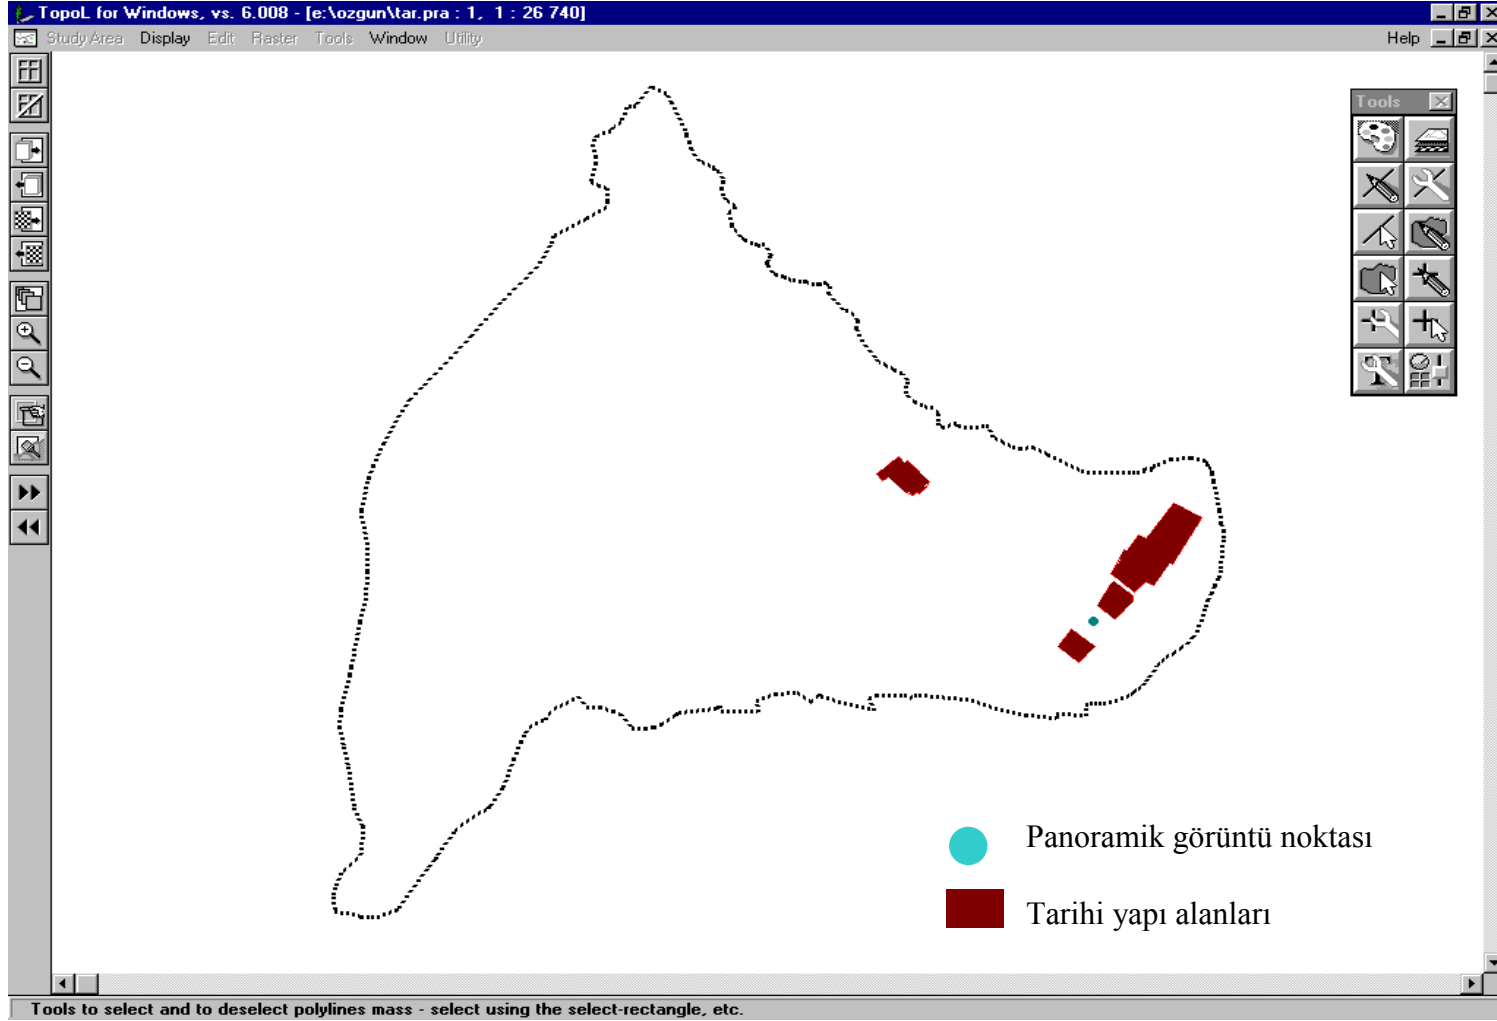 TopoL for Windows, vs. 6.008 - [e:\ozgun\tar.pra : 1, 1 : 26 740]
Study Area Display Edit Raster Tools Window Utility Help
Tools
Panoramik görüntü noktası
Tarihi yapı alanları
Tools to select and to deselect polylines mass - select using the select-rectangle, etc.